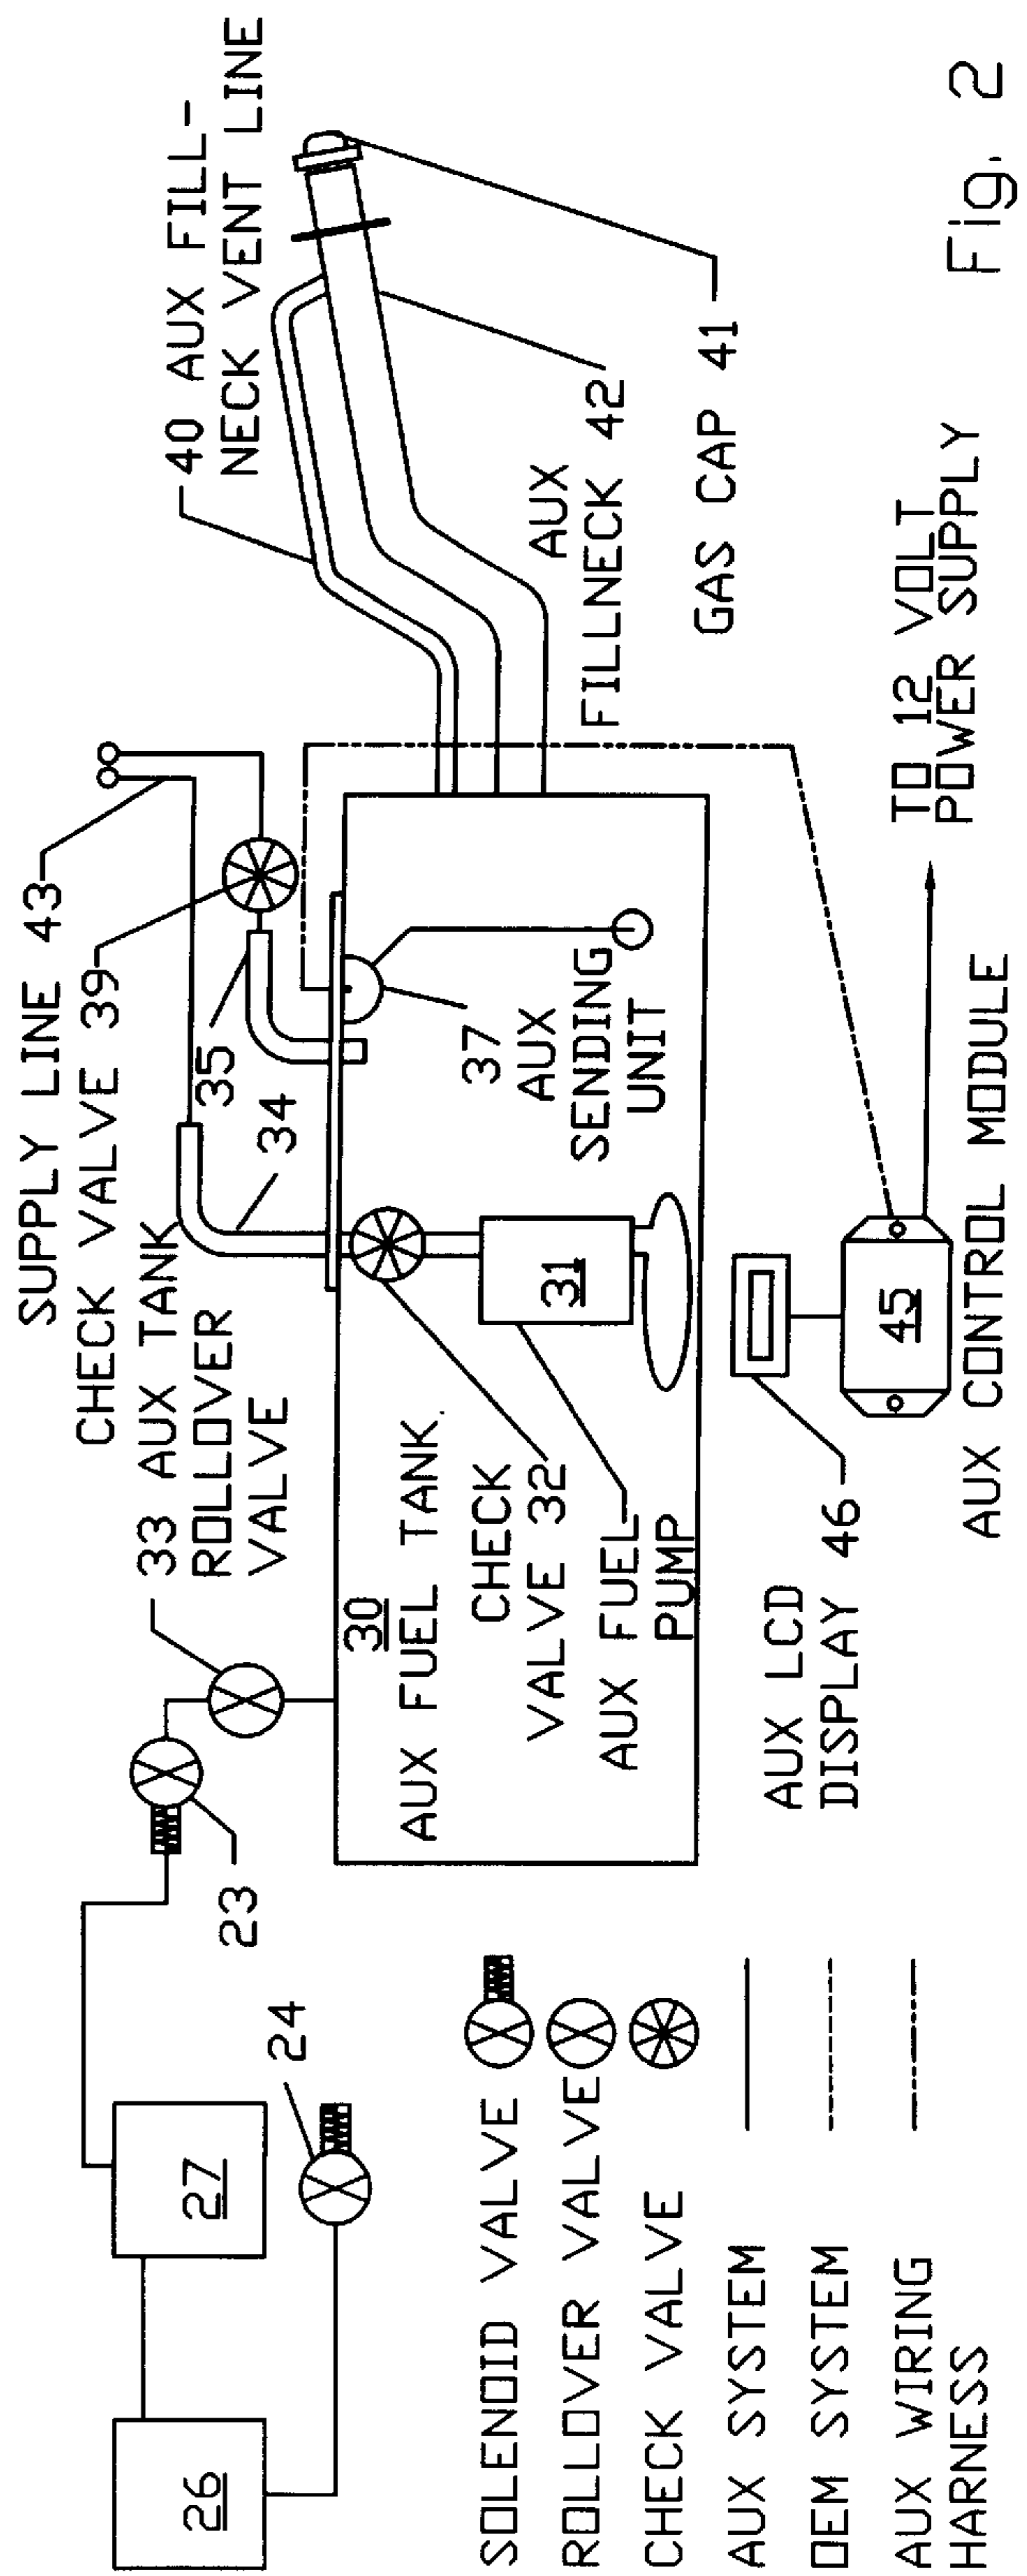 SUPPLY LINE 43
CHECK VALVE 39
33 AUX TANK
ROLLOVER
VALVE
35
34
40 AUX FILL-
NECK VENT LINE
23
24
26
27
30
AUX FUEL TANK
CHECK
VALVE 32
AUX FUEL
PUMP
31
37
AUX
SENDING
UNIT
AUX
FILLNECK 42
GAS CAP 41
AUX LCD
DISPLAY 46
45
AUX CONTROL MODULE
TO 12 VOLT
POWER SUPPLY
SOLENOID VALVE
ROLLOVER VALVE
CHECK VALVE
AUX SYSTEM
OEM SYSTEM
AUX WIRING
HARNESS
Fig. 2